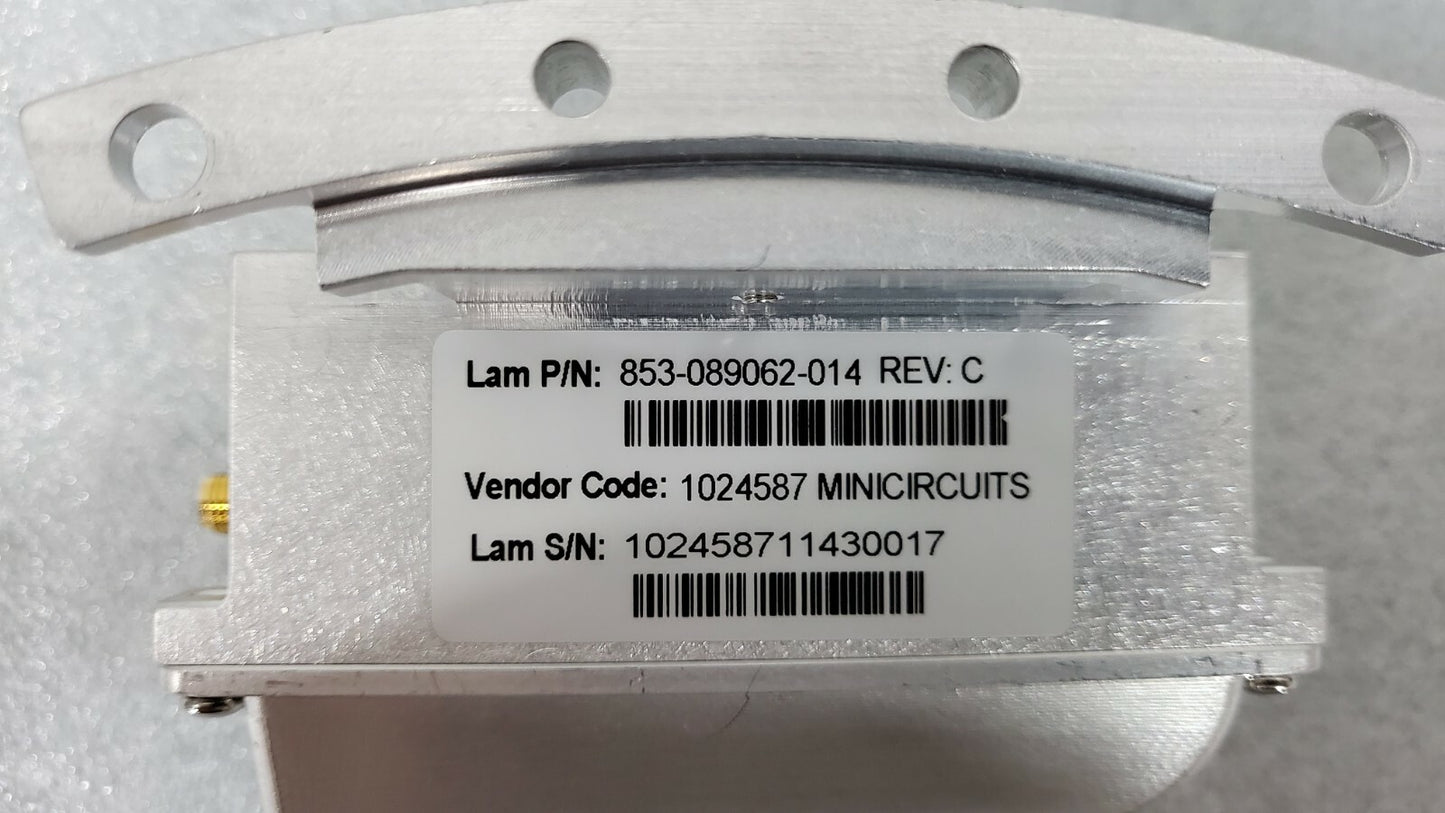 Lam P/N: 853-089062-014 REV: C
Vendor Code: 1024587 MINICIRCUITS
Lam S/N: 102458711430017